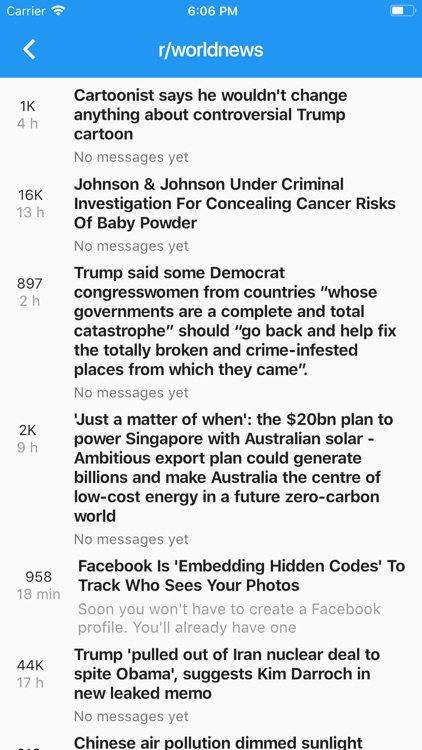 Carrier 6:06 PM
r/worldnews
1K
4 h
Cartoonist says he wouldn't change
anything about controversial Trump
cartoon
No messages yet
16K
13 h
Johnson & Johnson Under Criminal
Investigation For Concealing Cancer Risks
Of Baby Powder
No messages yet
897
2 h
Trump said some Democrat
congresswomen from countries “whose
governments are a complete and total
catastrophe” should “go back and help fix
the totally broken and crime-infested
places from which they came”.
No messages yet
2K
9 h
'Just a matter of when': the $20bn plan to
power Singapore with Australian solar -
Ambitious export plan could generate
billions and make Australia the centre of
low-cost energy in a future zero-carbon
world
No messages yet
958
18 min
Facebook Is 'Embedding Hidden Codes' To
Track Who Sees Your Photos
Soon you won't have to create a Facebook
profile. You'll already have one
44K
17 h
Trump 'pulled out of Iran nuclear deal to
spite Obama', suggests Kim Darroch in
new leaked memo
No messages yet
Chinese air pollution dimmed sunlight